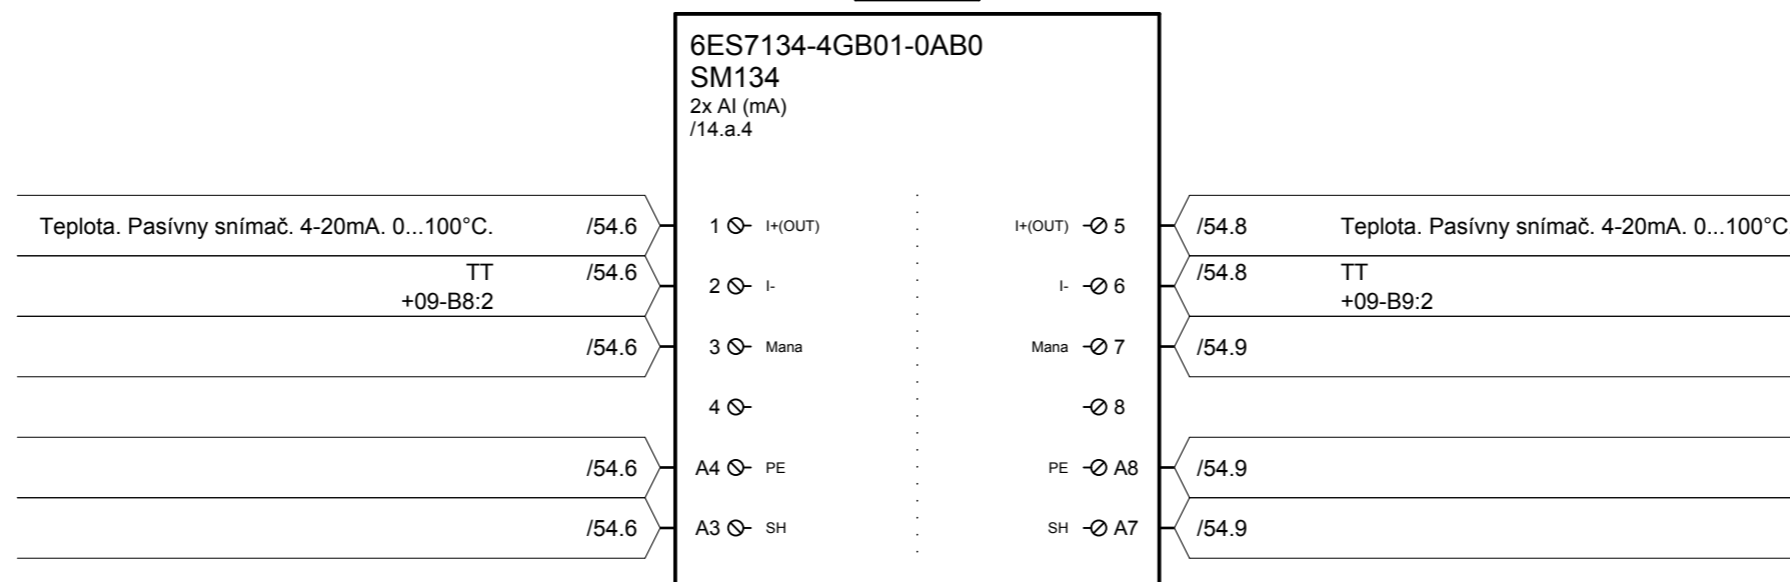 6ES7134-4GB01-0AB0
SM134
2x AI (mA)
/14.a.4
Teplota. Pasívny snímač. 4-20mA. 0...100°C. /54.6 1 I+(OUT) I+(OUT) 5 /54.8 Teplota. Pasívny snímač. 4-20mA. 0...100°C
TT /54.6 2 I- I- 6 /54.8 TT
+09-B8:2 +09-B9:2
/54.6 3 Mana Mana 7 /54.9
4 8
/54.6 A4 PE PE A8 /54.9
/54.6 A3 SH SH A7 /54.9